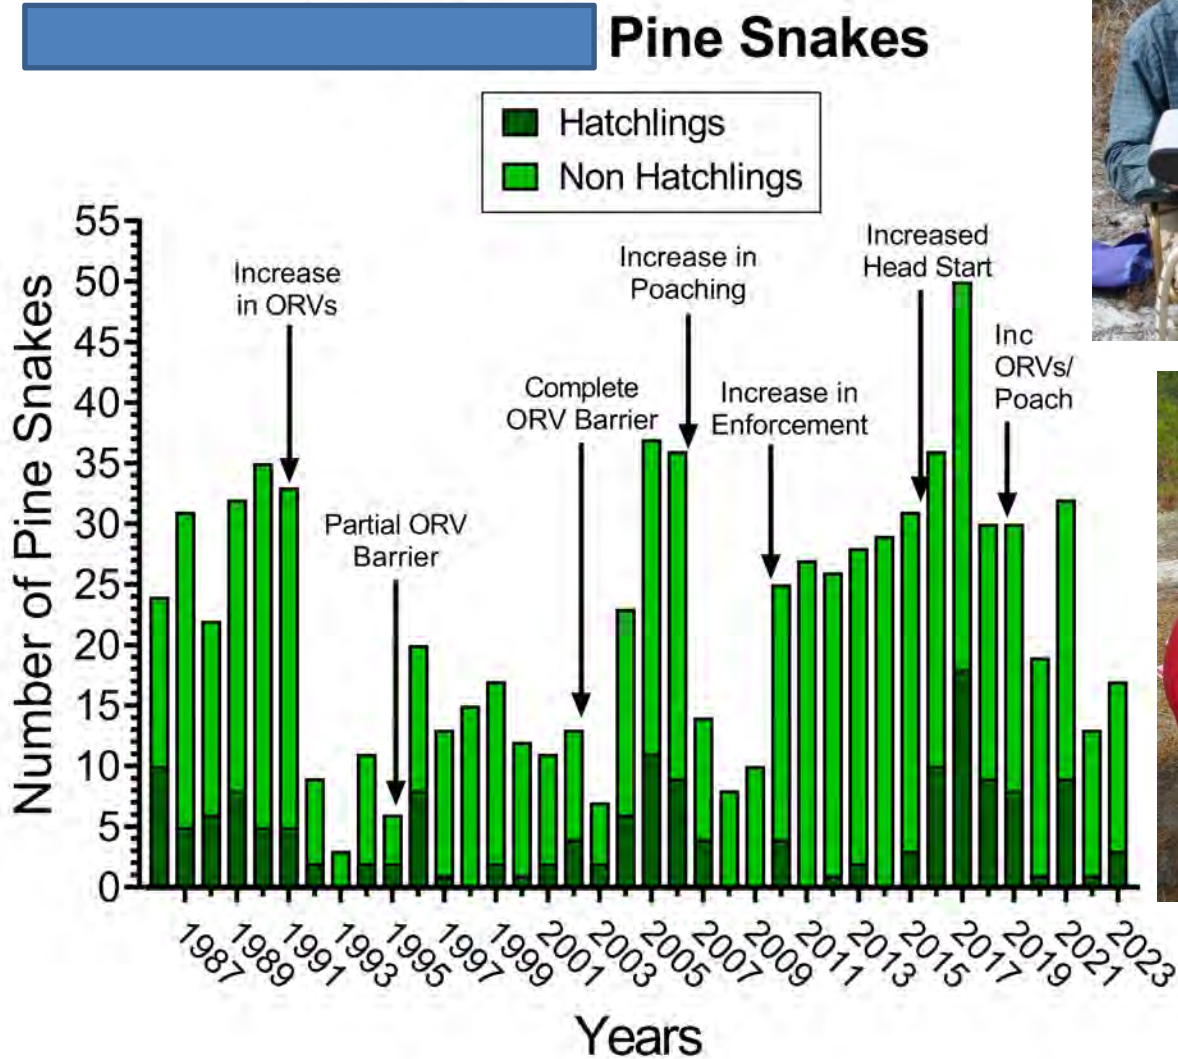 Pine Snakes
Hatchlings
Non Hatchlings
Number of Pine Snakes
55
50
45
40
35
30
25
20
15
10
5
0
Increase
in ORVs
Partial ORV
Barrier
Complete
ORV Barrier
Increase in
Poaching
Increase in
Enforcement
Increased
Head Start
Inc
ORVs/
Poach
1987
1989
1991
1993
1995
1997
1999
2001
2003
2005
2007
2009
2011
2013
2015
2017
2019
2021
2023
Years